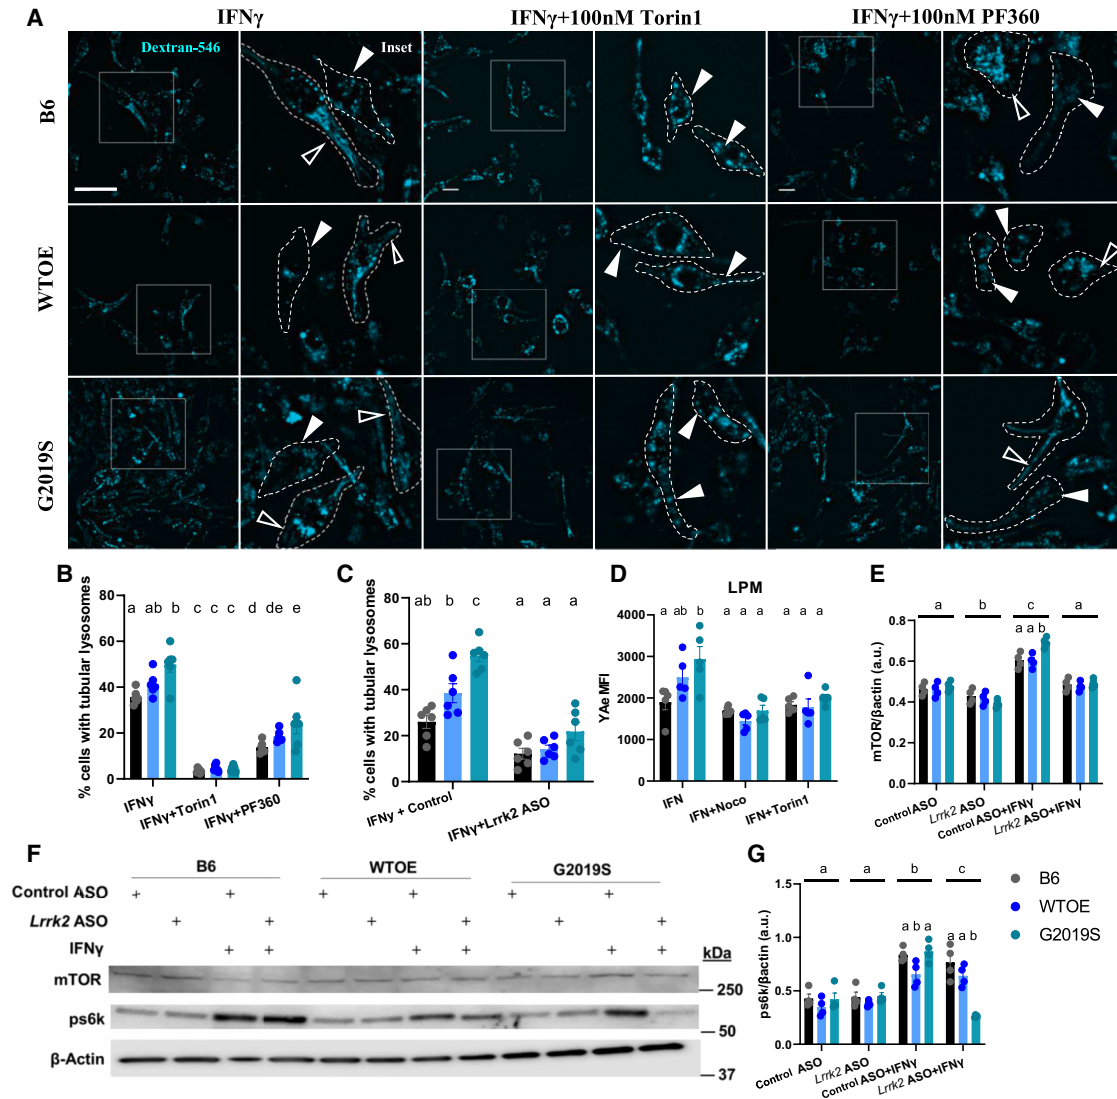 A
IFNγ
IFNγ+100nM Torin1
IFNγ+100nM PF360
Dextran-546
Inset
B6
WTOE
G2019S
B
% cells with tubular lysosomes
80
60
40
20
0
a ab b c c c d de e
IFNγ
IFNγ+Torin1
IFNγ+PF360
C
% cells with tubular lysosomes
80
60
40
20
0
ab b c a a a
IFNγ + Control
IFNγ+Lrrk2 ASO
D
LPM
YAe MFI
4000
3000
2000
1000
0
a ab b a a a a a a
IFN
IFN+Noco
IFN+Torin1
E
mTOR/βactin (a.u.)
0.8
0.6
0.4
0.2
0.0
a b c a
a a b
Control ASO
Lrrk2 ASO
Control ASO+IFNγ
Lrrk2 ASO+IFNγ
F
B6 WTOE G2019S
Control ASO + + + + + +
Lrrk2 ASO + + + + + +
IFNγ + + + + + +
kDa
mTOR
250
ps6k
50
β-Actin
37
G
ps6k/βactin (a.u.)
1.5
1.0
0.5
0.0
a a b c
a b a a a b
Control ASO
Lrrk2 ASO
Control ASO+IFNγ
Lrrk2 ASO+IFNγ
B6
WTOE
G2019S